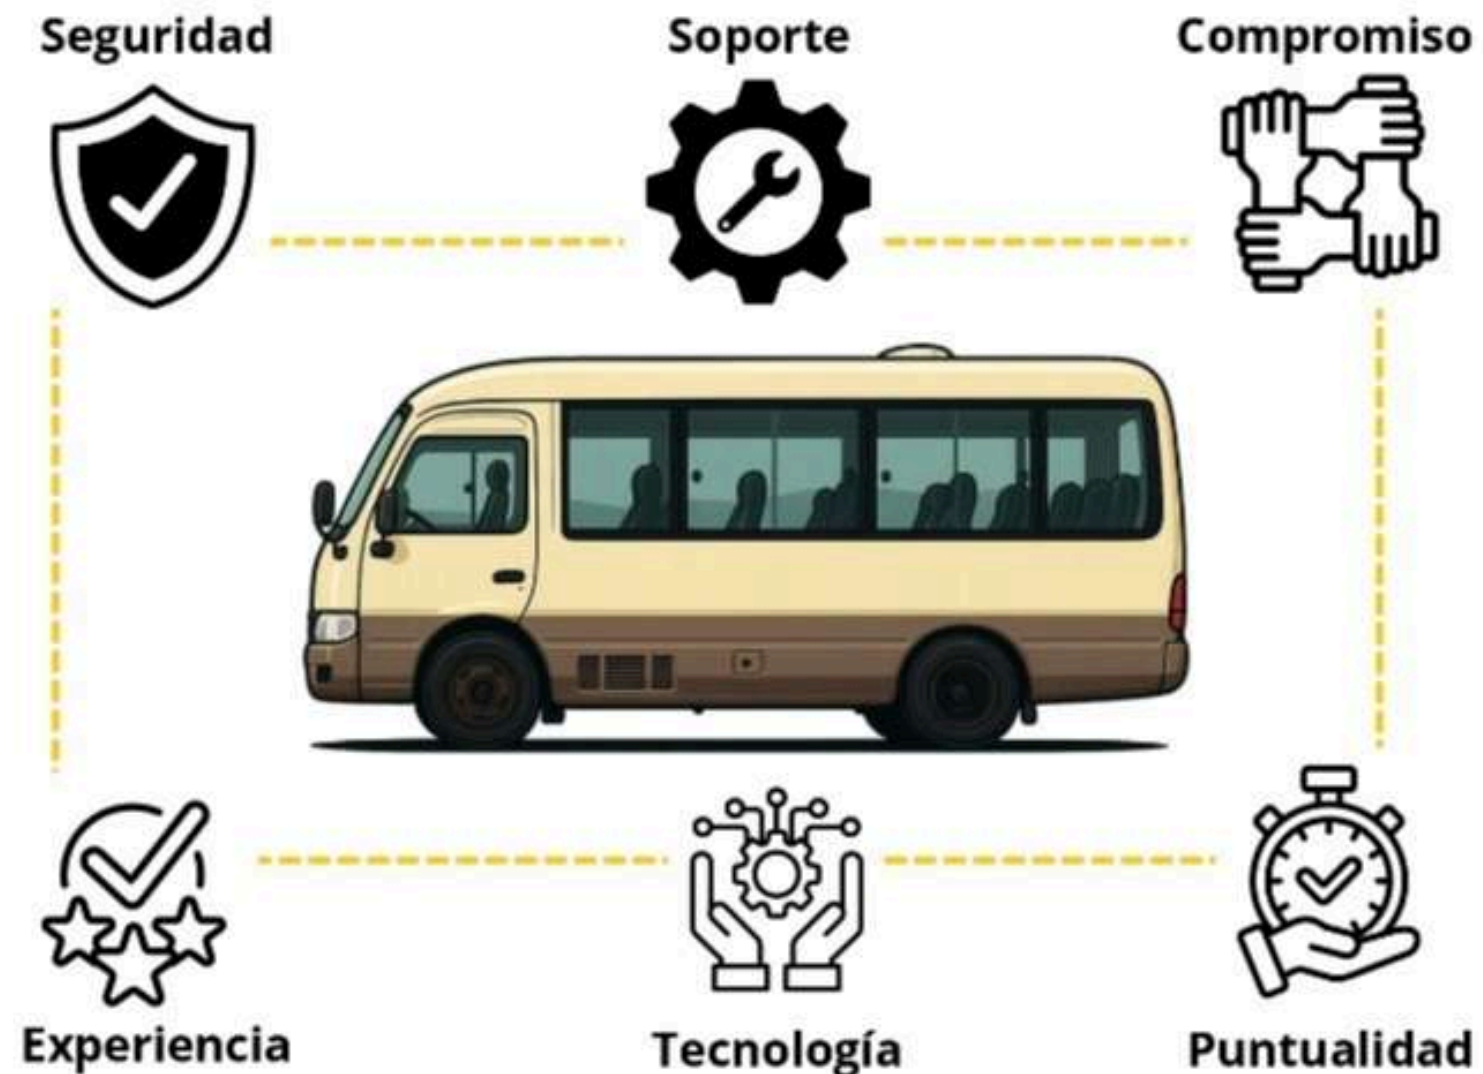 Seguridad
Soporte
Compromiso
Experiencia
Tecnología
Puntualidad